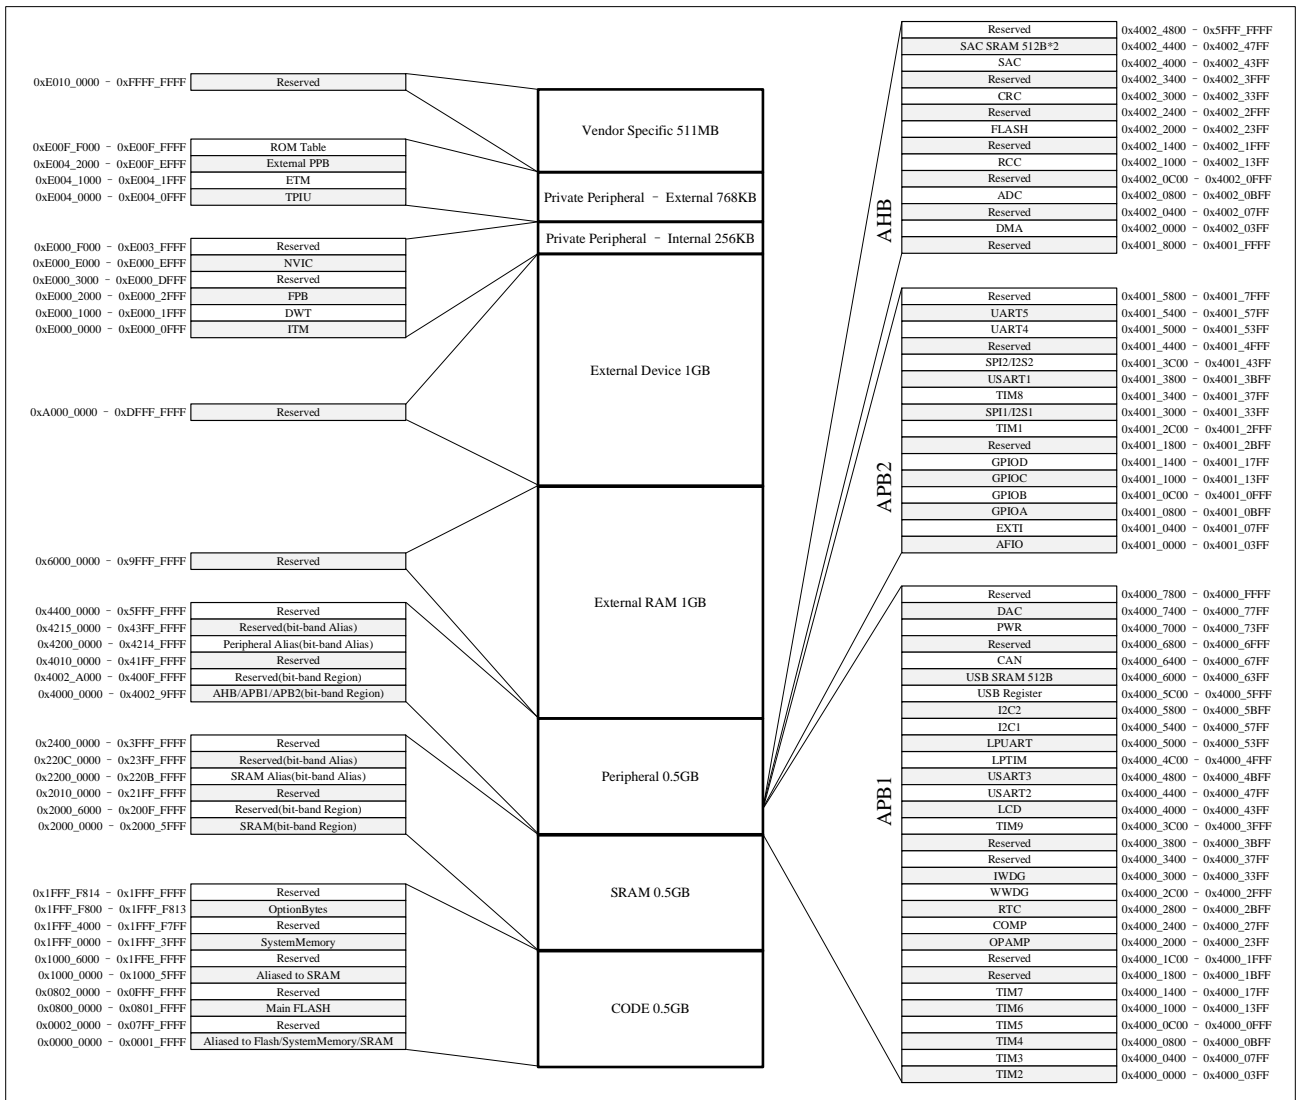 0xE010_0000 - 0xFFFF_FFFF Reserved
0xE00F_F000 - 0xE00F_FFFF ROM Table
0xE004_2000 - 0xE00F_EFFF External PPB
0xE004_1000 - 0xE004_1FFF ETM
0xE004_0000 - 0xE004_0FFF TPIU
0xE000_F000 - 0xE003_FFFF Reserved
0xE000_E000 - 0xE000_EFFF NVIC
0xE000_3000 - 0xE000_DFFF Reserved
0xE000_2000 - 0xE000_2FFF FPB
0xE000_1000 - 0xE000_1FFF DWT
0xE000_0000 - 0xE000_0FFF ITM
0xA000_0000 - 0xDFFF_FFFF Reserved
0x6000_0000 - 0x9FFF_FFFF Reserved
0x4400_0000 - 0x5FFF_FFFF Reserved
0x4215_0000 - 0x43FF_FFFF Reserved(bit-band Alias)
0x4200_0000 - 0x4214_FFFF Peripheral Alias(bit-band Alias)
0x4010_0000 - 0x41FF_FFFF Reserved
0x4002_A000 - 0x400F_FFFF Reserved(bit-band Region)
0x4000_0000 - 0x4002_9FFF AHB/APB1/APB2(bit-band Region)
0x2400_0000 - 0x3FFF_FFFF Reserved
0x220C_0000 - 0x23FF_FFFF Reserved(bit-band Alias)
0x2200_0000 - 0x220B_FFFF SRAM Alias(bit-band Alias)
0x2010_0000 - 0x21FF_FFFF Reserved
0x2000_6000 - 0x200F_FFFF Reserved(bit-band Region)
0x2000_0000 - 0x2000_5FFF SRAM(bit-band Region)
0x1FFF_F814 - 0x1FFF_FFFF Reserved
0x1FFF_F800 - 0x1FFF_F813 OptionBytes
0x1FFF_4000 - 0x1FFF_F7FF Reserved
0x1FFF_0000 - 0x1FFF_3FFF SystemMemory
0x1000_6000 - 0x1FFE_FFFF Reserved
0x1000_0000 - 0x1000_5FFF Aliased to SRAM
0x0802_0000 - 0x0FFF_FFFF Reserved
0x0800_0000 - 0x0801_FFFF Main FLASH
0x0002_0000 - 0x07FF_FFFF Reserved
0x0000_0000 - 0x0001_FFFF Aliased to Flash/SystemMemory/SRAM
Vendor Specific 511MB
Private Peripheral - External 768KB
Private Peripheral - Internal 256KB
External Device 1GB
External RAM 1GB
Peripheral 0.5GB
SRAM 0.5GB
CODE 0.5GB
AHB
Reserved 0x4002_4800 - 0x5FFF_FFFF
SAC SRAM 512B*2 0x4002_4400 - 0x4002_47FF
SAC 0x4002_4000 - 0x4002_43FF
Reserved 0x4002_3400 - 0x4002_3FFF
CRC 0x4002_3000 - 0x4002_33FF
Reserved 0x4002_2400 - 0x4002_2FFF
FLASH 0x4002_2000 - 0x4002_23FF
Reserved 0x4002_1400 - 0x4002_1FFF
RCC 0x4002_1000 - 0x4002_13FF
Reserved 0x4002_0C00 - 0x4002_0FFF
ADC 0x4002_0800 - 0x4002_0BFF
Reserved 0x4002_0400 - 0x4002_07FF
DMA 0x4002_0000 - 0x4002_03FF
Reserved 0x4001_8000 - 0x4001_FFFF
APB2
Reserved 0x4001_5800 - 0x4001_7FFF
UART5 0x4001_5400 - 0x4001_57FF
UART4 0x4001_5000 - 0x4001_53FF
Reserved 0x4001_4400 - 0x4001_4FFF
SPI2/I2S2 0x4001_3C00 - 0x4001_43FF
USART1 0x4001_3800 - 0x4001_3BFF
TIM8 0x4001_3400 - 0x4001_37FF
SPI1/I2S1 0x4001_3000 - 0x4001_33FF
TIM1 0x4001_2C00 - 0x4001_2FFF
Reserved 0x4001_1800 - 0x4001_2BFF
GPIOD 0x4001_1400 - 0x4001_17FF
GPIOC 0x4001_1000 - 0x4001_13FF
GPIOB 0x4001_0C00 - 0x4001_0FFF
GPIOA 0x4001_0800 - 0x4001_0BFF
EXTI 0x4001_0400 - 0x4001_07FF
AFIO 0x4001_0000 - 0x4001_03FF
APB1
Reserved 0x4000_7800 - 0x4000_FFFF
DAC 0x4000_7400 - 0x4000_77FF
PWR 0x4000_7000 - 0x4000_73FF
Reserved 0x4000_6800 - 0x4000_6FFF
CAN 0x4000_6400 - 0x4000_67FF
USB SRAM 512B 0x4000_6000 - 0x4000_63FF
USB Register 0x4000_5C00 - 0x4000_5FFF
I2C2 0x4000_5800 - 0x4000_5BFF
I2C1 0x4000_5400 - 0x4000_57FF
LPUART 0x4000_5000 - 0x4000_53FF
LPTIM 0x4000_4C00 - 0x4000_4FFF
USART3 0x4000_4800 - 0x4000_4BFF
USART2 0x4000_4400 - 0x4000_47FF
LCD 0x4000_4000 - 0x4000_43FF
TIM9 0x4000_3C00 - 0x4000_3FFF
Reserved 0x4000_3800 - 0x4000_3BFF
Reserved 0x4000_3400 - 0x4000_37FF
IWDG 0x4000_3000 - 0x4000_33FF
WWDG 0x4000_2C00 - 0x4000_2FFF
RTC 0x4000_2800 - 0x4000_2BFF
COMP 0x4000_2400 - 0x4000_27FF
OPAMP 0x4000_2000 - 0x4000_23FF
Reserved 0x4000_1C00 - 0x4000_1FFF
Reserved 0x4000_1800 - 0x4000_1BFF
TIM7 0x4000_1400 - 0x4000_17FF
TIM6 0x4000_1000 - 0x4000_13FF
TIM5 0x4000_0C00 - 0x4000_0FFF
TIM4 0x4000_0800 - 0x4000_0BFF
TIM3 0x4000_0400 - 0x4000_07FF
TIM2 0x4000_0000 - 0x4000_03FF